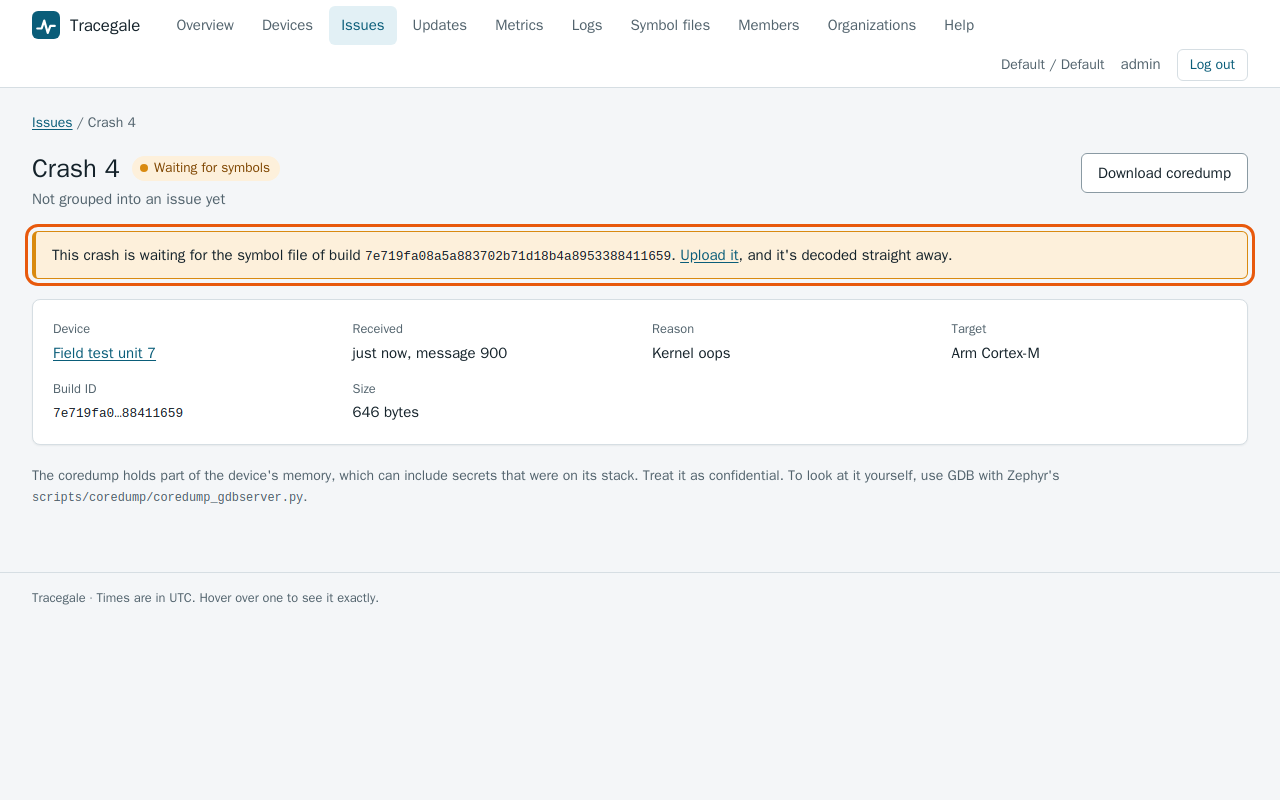 Tracegale
Overview Devices Issues Updates Metrics Logs Symbol files Members Organizations Help
Default / Default admin Log out
Issues / Crash 4
Crash 4 Waiting for symbols Download coredump
Not grouped into an issue yet
This crash is waiting for the symbol file of build 7e719fa08a5a883702b71d18b4a8953388411659. Upload it, and it's decoded straight away.
Device Received Reason Target
Field test unit 7 just now, message 900 Kernel oops Arm Cortex-M
Build ID Size
7e719fa0…88411659 646 bytes
The coredump holds part of the device's memory, which can include secrets that were on its stack. Treat it as confidential. To look at it yourself, use GDB with Zephyr's
scripts/coredump/coredump_gdbserver.py.
Tracegale · Times are in UTC. Hover over one to see it exactly.